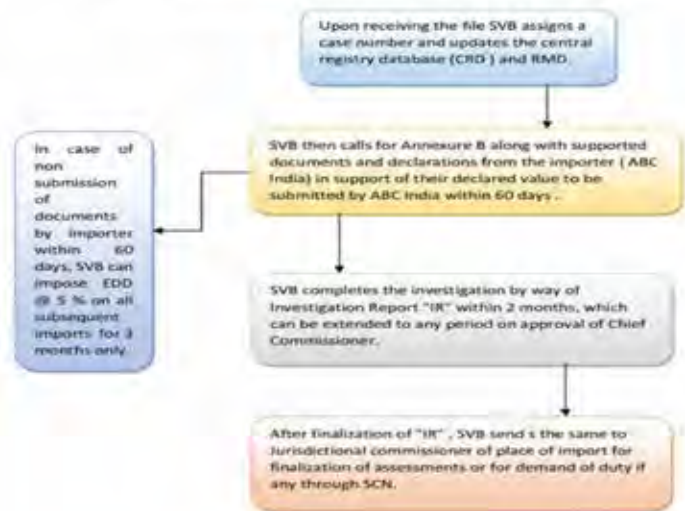 Upon receiving the file SVB assigns a
case number and updates the central
registry database (CRD ) and RMD.
SVB then calls for Annexure B along with supported
documents and declarations from the importer ( ABC
India) in support of their declared value to be
submitted by ABC India within 60 days .
In case of
non
submission
of
documents
by importer
within 60
days, SVB can
impose EDD
@ 5 % on all
subsequent
imports for 3
months only
SVB completes the investigation by way of
Investigation Report "IR" within 2 months, which
can be extended to any period on approval of Chief
Commissioner.
After finalization of "IR" , SVB send s the same to
Jurisdictional commissioner of place of import for
finalization of assessments or for demand of duty if
any through SCN.